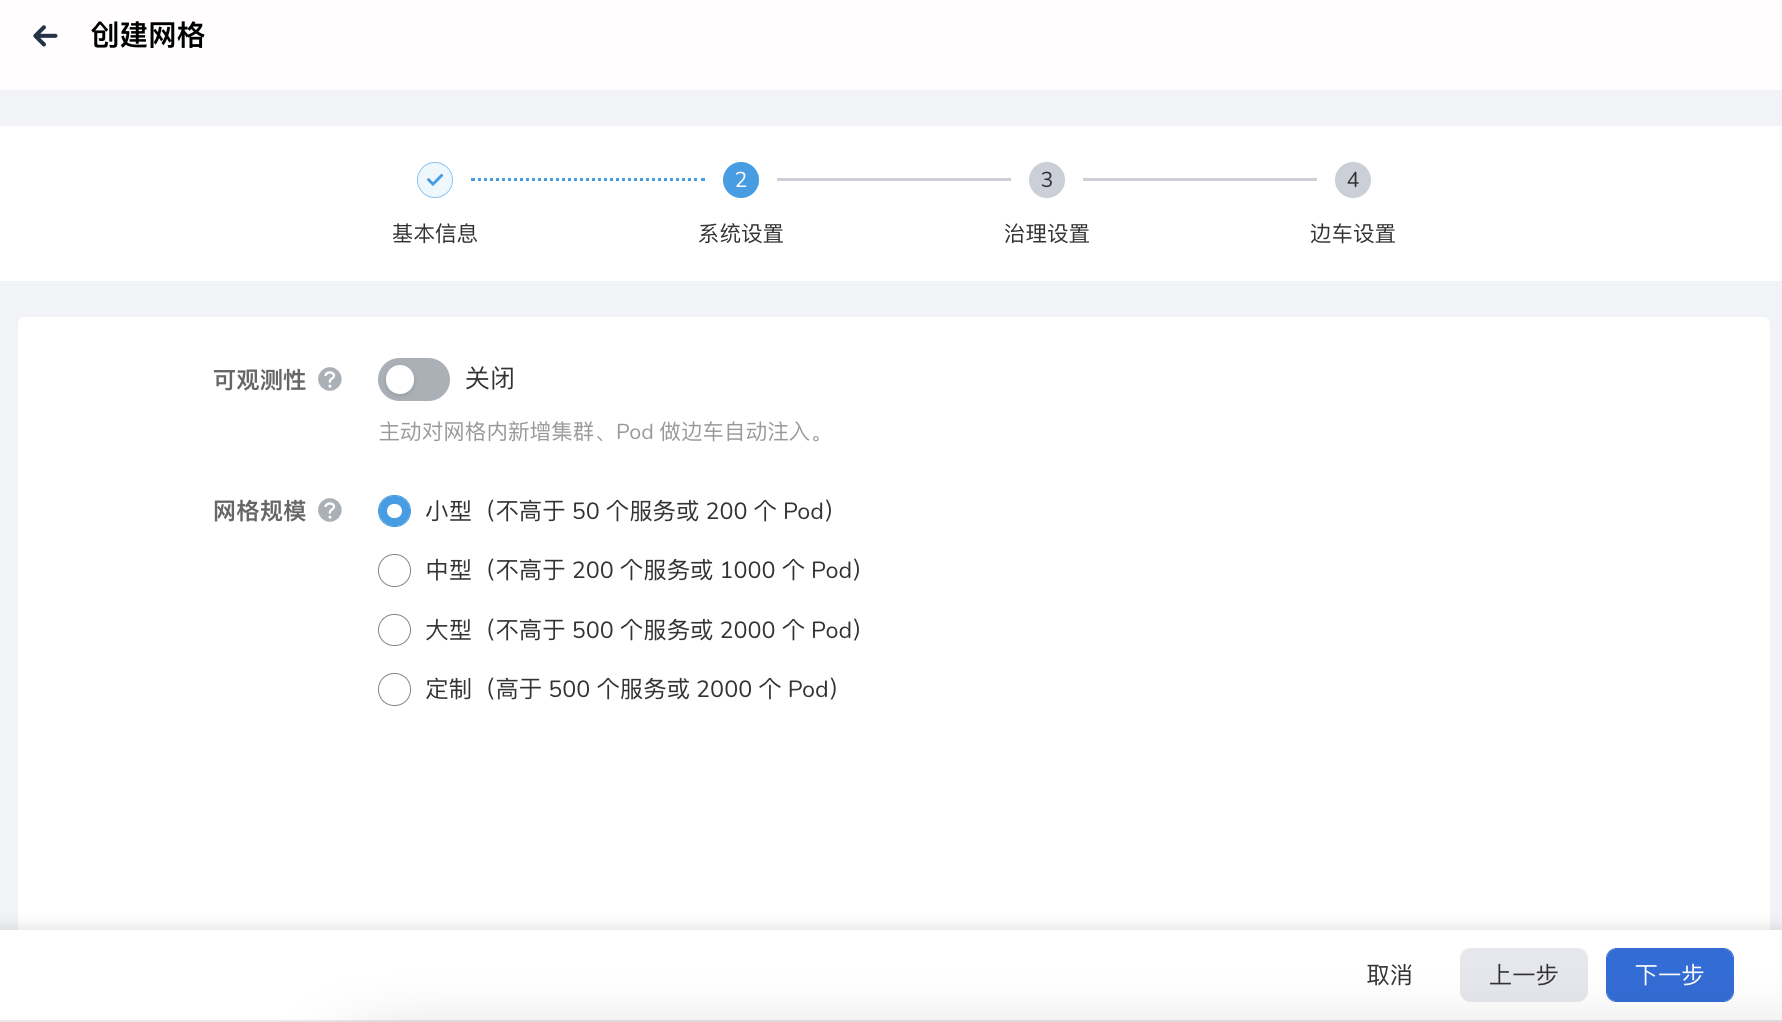 创建网格
2
3
4
基本信息
系统设置
治理设置
边车设置
可观测性 ?
关闭
主动对网格内新增集群、Pod 做边车自动注入。
网格规模 ?
小型（不高于 50 个服务或 200 个 Pod）
中型（不高于 200 个服务或 1000 个 Pod）
大型（不高于 500 个服务或 2000 个 Pod）
定制（高于 500 个服务或 2000 个 Pod）
取消
上一步
下一步